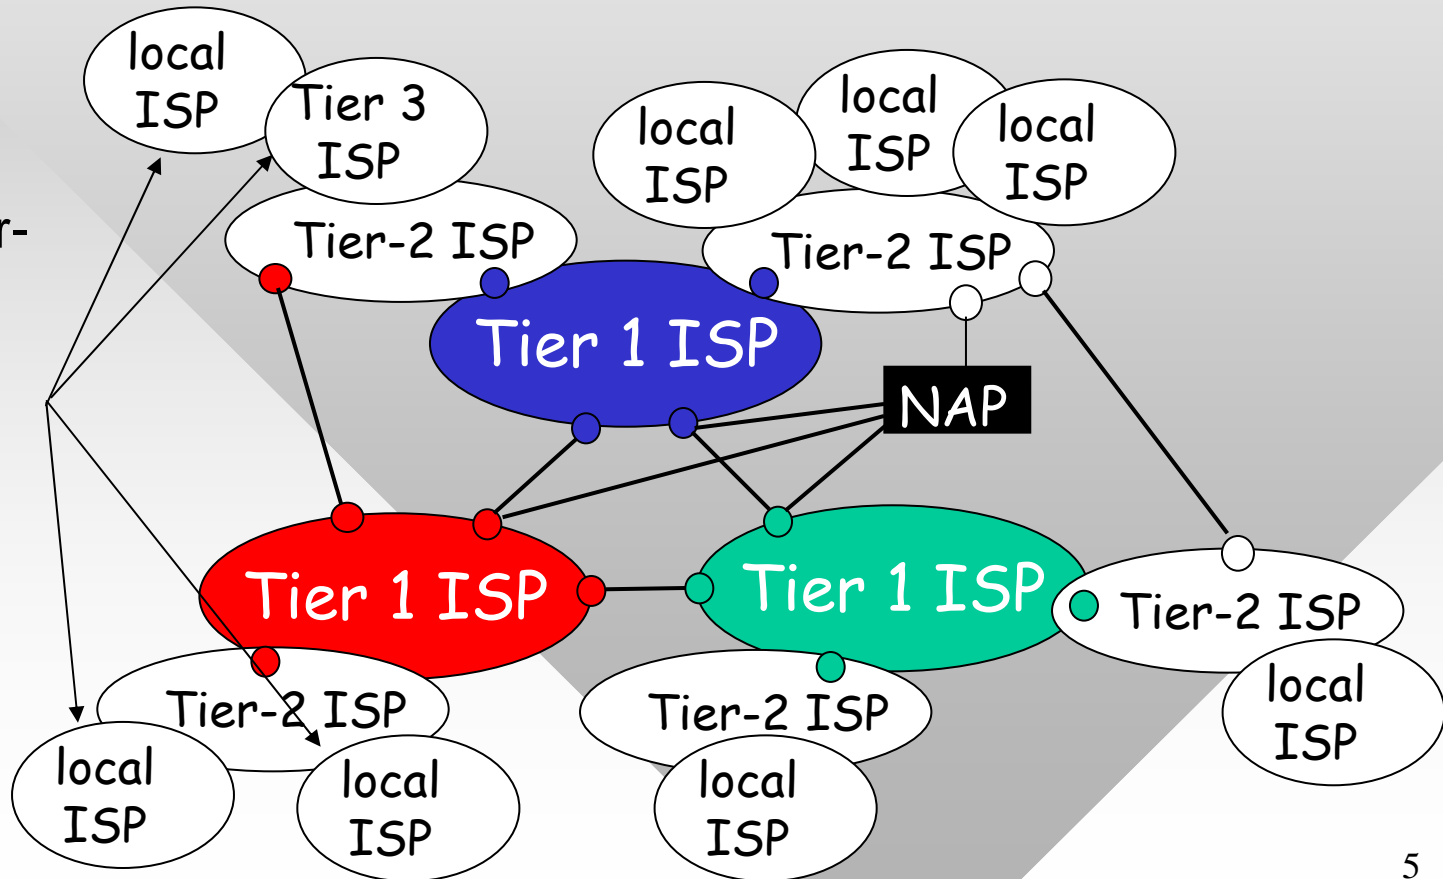 local
ISP
Tier 3
ISP
local
ISP
local
ISP
local
ISP
r-
Tier-2 ISP
Tier-2 ISP
Tier 1 ISP
NAP
Tier 1 ISP
Tier 1 ISP
Tier-2 ISP
Tier-2 ISP
Tier-2 ISP
local
ISP
local
ISP
local
ISP
local
ISP
5